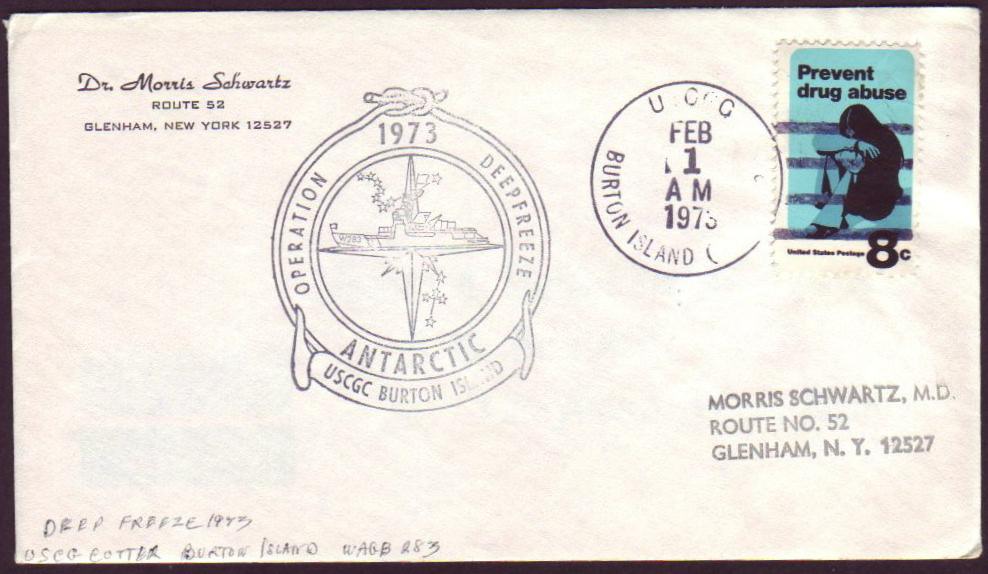 Dr. Morris Schwartz
ROUTE 52
GLENHAM, NEW YORK 12527
1973
OPERATION DEEPFREEZE
W283
ANTARCTIC
USCGC BURTON ISLAND
FEB
1
AM
1973
BURTON ISLAND
Prevent
drug abuse
United States Postage 8c
MORRIS SCHWARTZ, M.D.
ROUTE NO. 52
GLENHAM, N. Y. 12527
DEEP FREEZE 1973
USCG CUTTER BURTON ISLAND WAGB 283